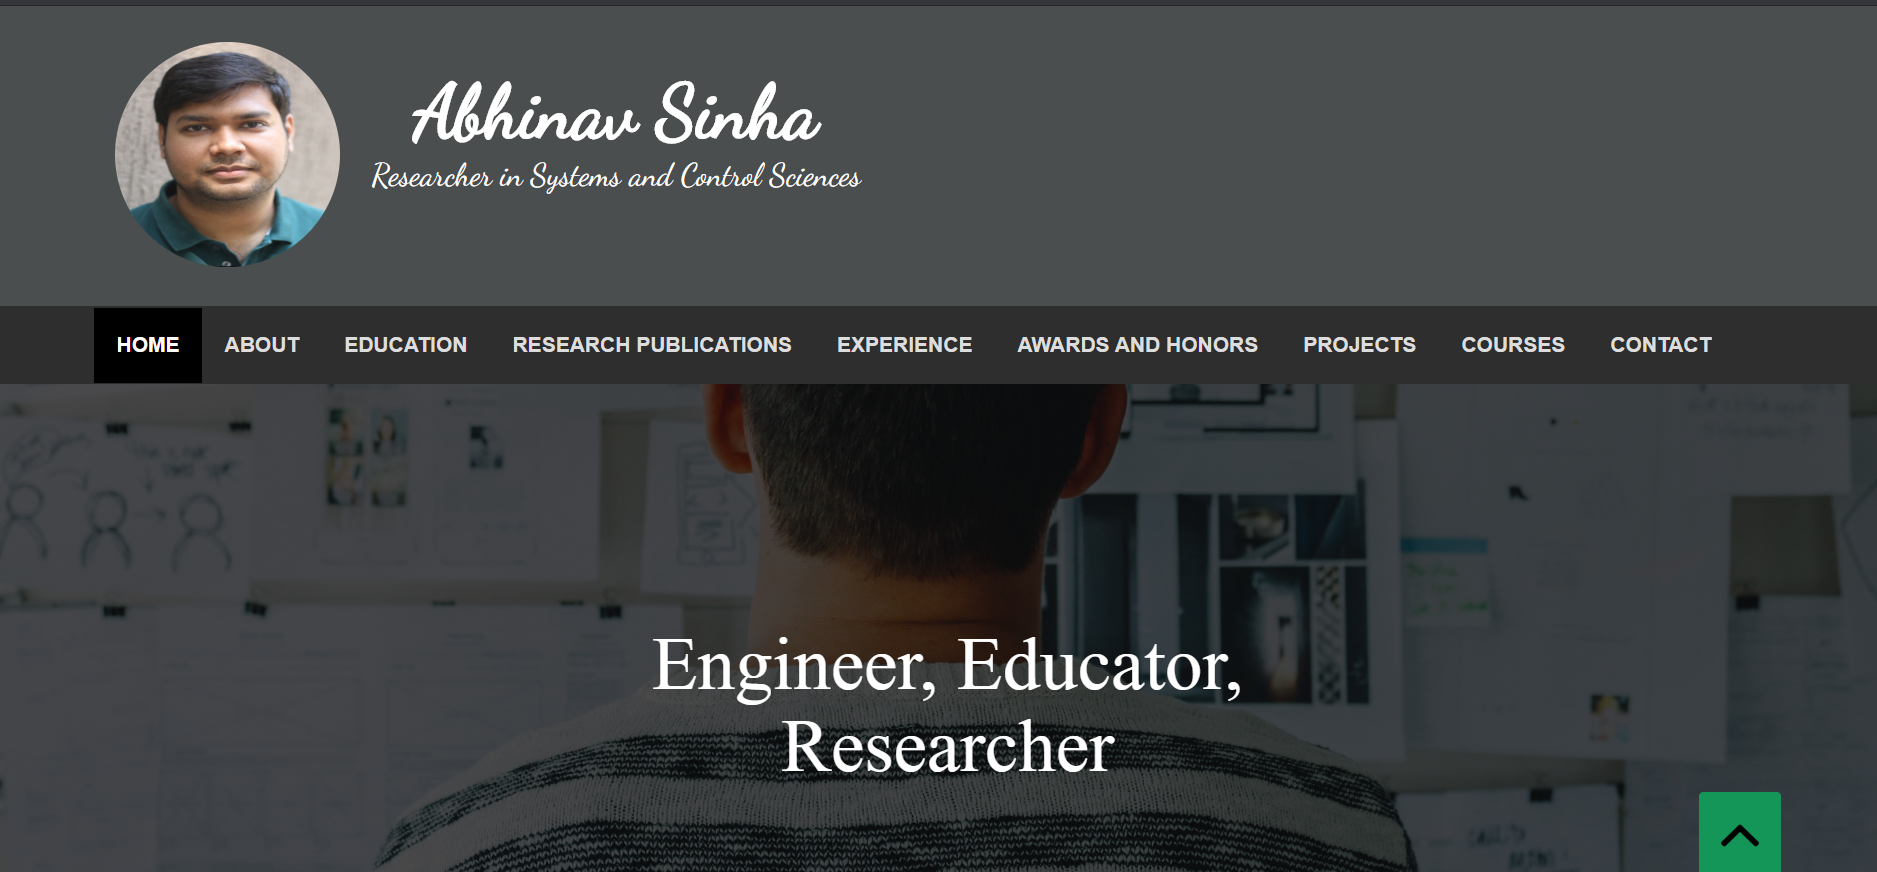 Abhinav Sinha
Researcher in Systems and Control Sciences
HOME ABOUT EDUCATION RESEARCH PUBLICATIONS EXPERIENCE AWARDS AND HONORS PROJECTS COURSES CONTACT
Engineer, Educator,
Researcher